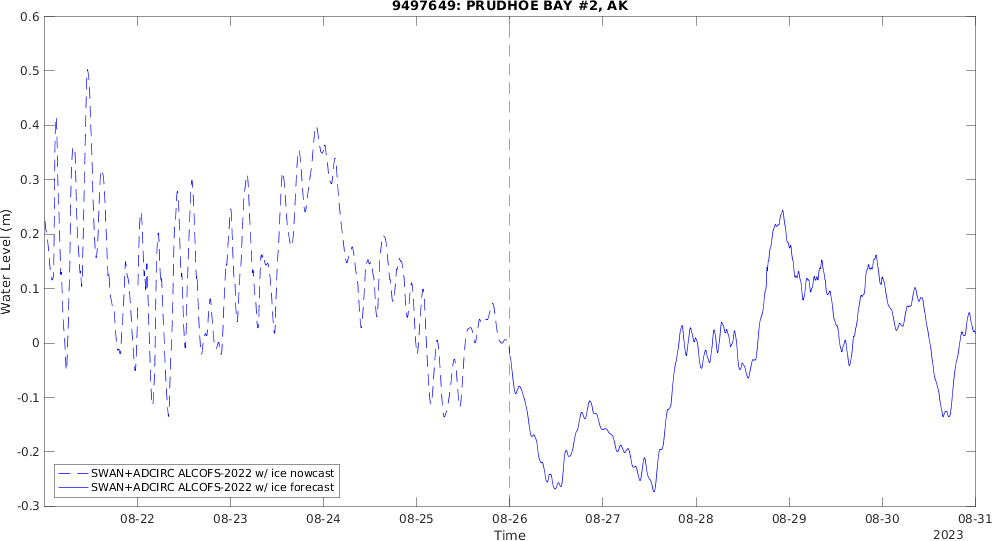 9497649: PRUDHOE BAY #2, AK
0.6
0.5
0.4
0.3
0.2
0.1
0
-0.1
-0.2
-0.3
Water Level (m)
SWAN+ADCIRC ALCOFS-2022 w/ ice nowcast
SWAN+ADCIRC ALCOFS-2022 w/ ice forecast
08-22 08-23 08-24 08-25 08-26 08-27 08-28 08-29 08-30 08-31
Time
2023